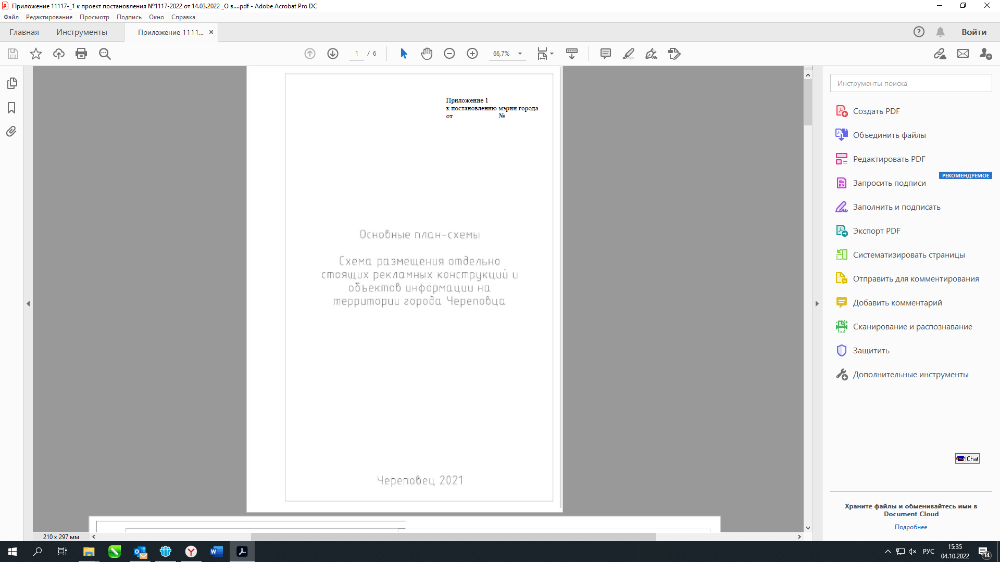 Приложение 11117-_1 к проект постановления №1117-2022 от 14.03.2022 _О в....pdf - Adobe Acrobat Pro DC
Файл Редактирование Просмотр Подпись Окно Справка
Главная Инструменты Приложение 1111... × Войти
1 / 6 66,7%
Приложение 1
к постановлению мэрии города
от №
Основные план-схемы
Схема размещения отдельно
стоящих рекламных конструкций и
объектов информации на
территории города Череповца
Череповец 2021
210 x 297 мм
Инструменты поиска
Создать PDF
Объединить файлы
Редактировать PDF
РЕКОМЕНДУЕМОЕ
Запросить подписи
Заполнить и подписать
Экспорт PDF
Систематизировать страницы
Отправить для комментирования
Добавить комментарий
Сканирование и распознавание
Защитить
Дополнительные инструменты
IChat
Храните файлы и обменивайтесь ими в
Document Cloud
Подробнее
РУС
15:35
04.10.2022
14